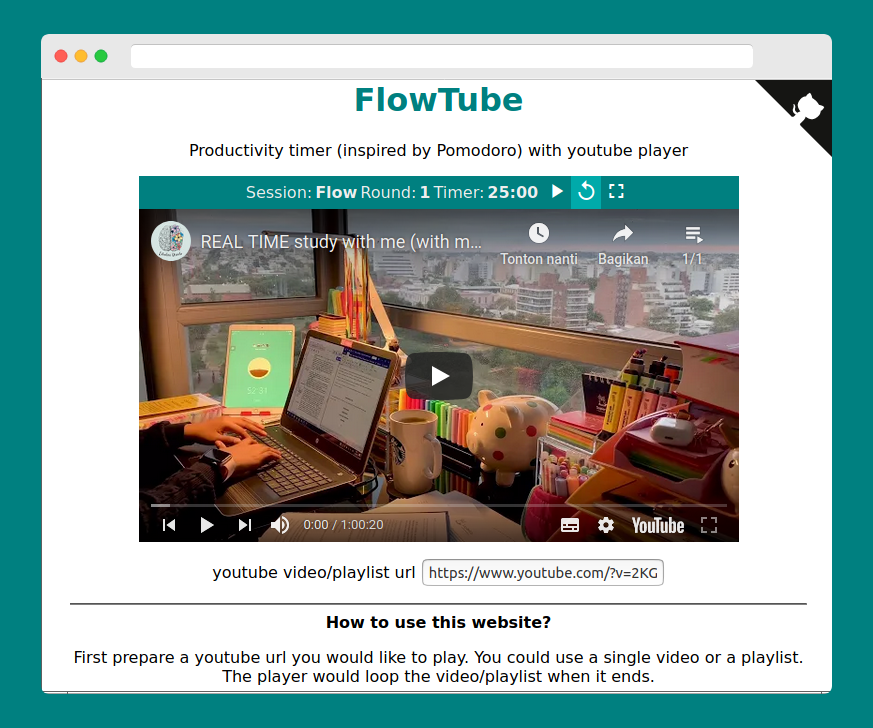 FlowTube
Productivity timer (inspired by Pomodoro) with youtube player
Session: Flow Round: 1 Timer: 25:00
REAL TIME study with me (with m...
Tonton nanti
Bagikan
1/1
0:00 / 1:00:20
YouTube
youtube video/playlist url https://www.youtube.com/?v=2KG
How to use this website?
First prepare a youtube url you would like to play. You could use a single video or a playlist.
The player would loop the video/playlist when it ends.